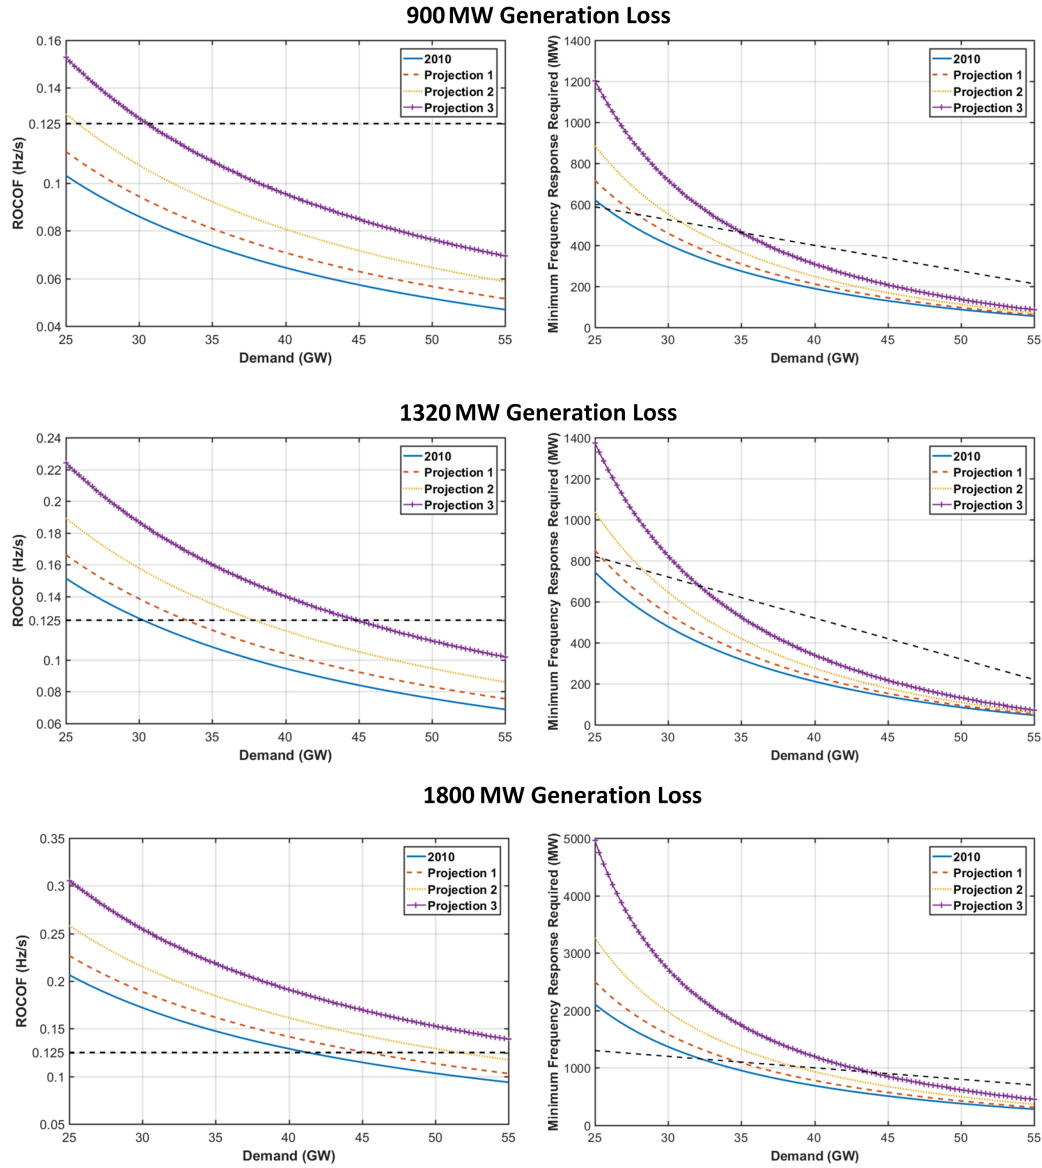 900 MW Generation Loss
ROCOF (Hz/s)
0.16
0.14
0.125
0.1
0.08
0.06
0.04
25 30 35 40 45 50 55
Demand (GW)
2010
Projection 1
Projection 2
Projection 3
Minimum Frequency Response Required (MW)
1400
1200
1000
800
600
400
200
0
25 30 35 40 45 50 55
Demand (GW)
2010
Projection 1
Projection 2
Projection 3
1320 MW Generation Loss
ROCOF (Hz/s)
0.24
0.22
0.2
0.18
0.16
0.14
0.125
0.1
0.08
0.06
25 30 35 40 45 50 55
Demand (GW)
2010
Projection 1
Projection 2
Projection 3
Minimum Frequency Response Required (MW)
1400
1200
1000
800
600
400
200
0
25 30 35 40 45 50 55
Demand (GW)
2010
Projection 1
Projection 2
Projection 3
1800 MW Generation Loss
ROCOF (Hz/s)
0.35
0.3
0.25
0.2
0.15
0.125
0.1
0.05
25 30 35 40 45 50 55
Demand (GW)
2010
Projection 1
Projection 2
Projection 3
Minimum Frequency Response Required (MW)
5000
4000
3000
2000
1000
0
25 30 35 40 45 50 55
Demand (GW)
2010
Projection 1
Projection 2
Projection 3